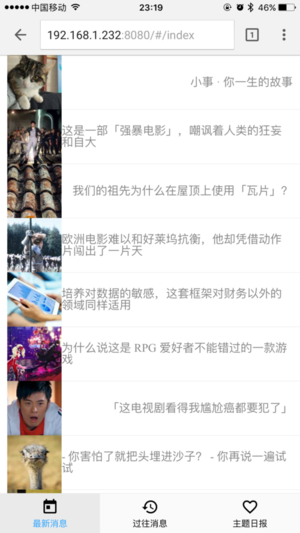 中国移动
23:19
46%
192.168.1.232:8080/#/index
1
小事 · 你一生的故事
这是一部「强暴电影」，嘲讽着人类的狂妄
和自大
我们的祖先为什么在屋顶上使用「瓦片」？
欧洲电影难以和好莱坞抗衡，他却凭借动作
片闯出了一片天
培养对数据的敏感，这套框架对财务以外的
领域同样适用
为什么说这是 RPG 爱好者不能错过的一款游
戏
「这电视剧看得我尴尬癌都要犯了」
- 你害怕了就把头埋进沙子？ - 你再说一遍试
试
最新消息
过往消息
主题日报